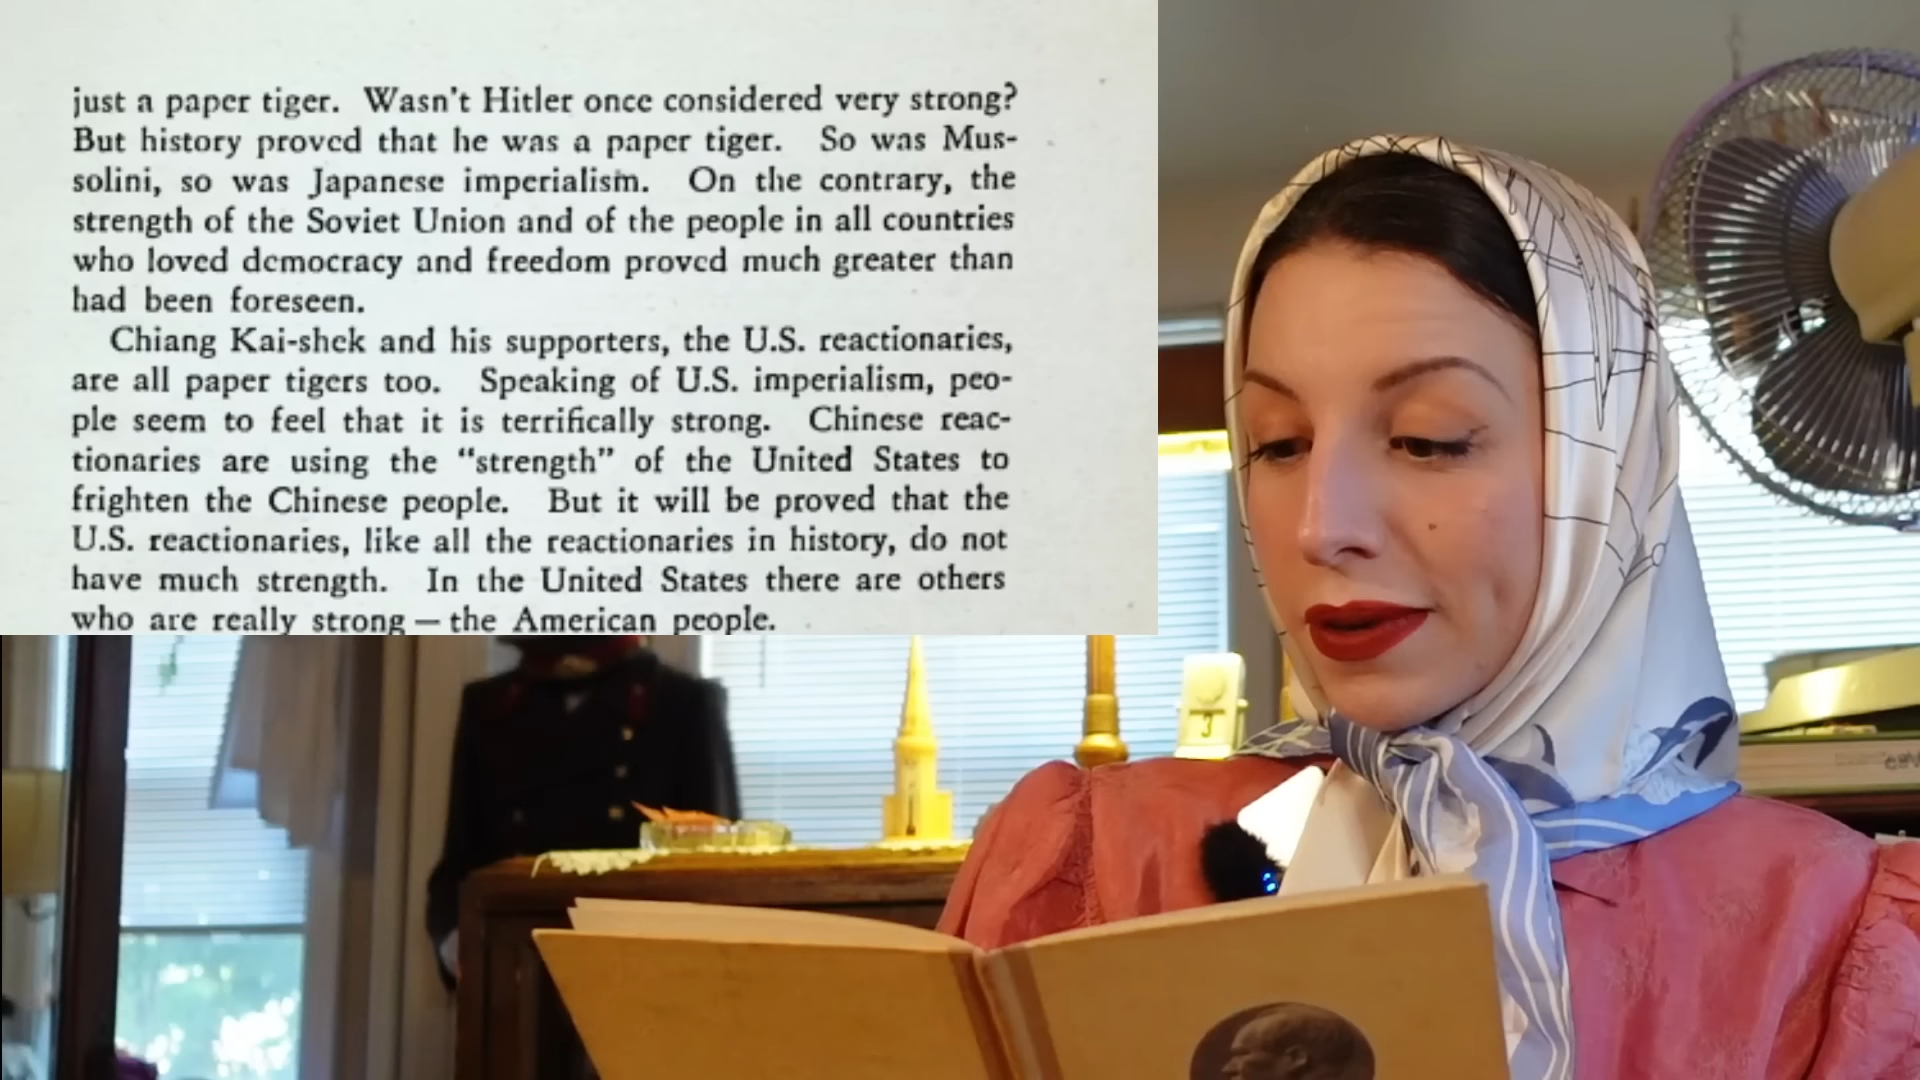 just a paper tiger. Wasn't Hitler once considered very strong?
But history proved that he was a paper tiger. So was Mus-
solini, so was Japanese imperialism. On the contrary, the
strength of the Soviet Union and of the people in all countries
who loved democracy and freedom proved much greater than
had been foreseen.
Chiang Kai-shek and his supporters, the U.S. reactionaries,
are all paper tigers too. Speaking of U.S. imperialism, peo-
ple seem to feel that it is terrifically strong. Chinese reac-
tionaries are using the “strength” of the United States to
frighten the Chinese people. But it will be proved that the
U.S. reactionaries, like all the reactionaries in history, do not
have much strength. In the United States there are others
who are really strong — the American people.
3